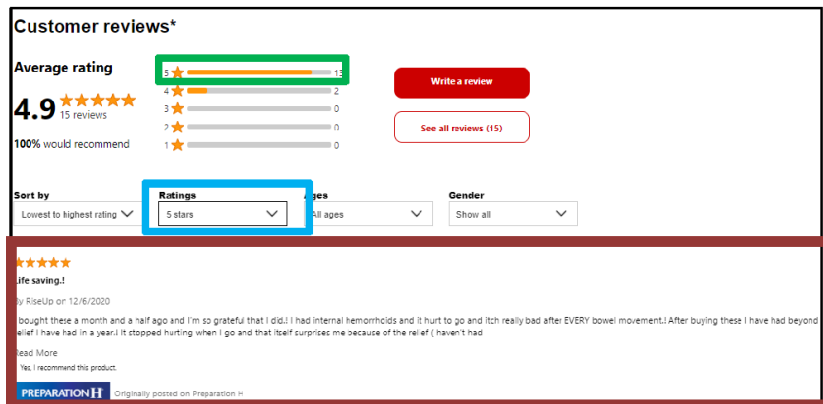 Customer reviews*
Average rating
4.9
15 reviews
100% would recommend
5 13
4 2
3 0
2 0
1 0
Write a review
See all reviews (15)
Sort by
Lowest to highest rating
Ratings
5 stars
Ages
All ages
Gender
Show all
Life saving.!
By RiseUp on 12/6/2020
bought these a month and a half ago and I'm so grateful that I did.! I had internal hemorrhoids and it hurt to go and itch really bad after EVERY bowel movement.! After buying these I have had beyond
relief I have had in a year.! It stopped hurting when I go and that itself surprices me because of the relief ( haven't had
Read More
Yes, I recommend this product.
PREPARATION H Originally posted on Preparation H